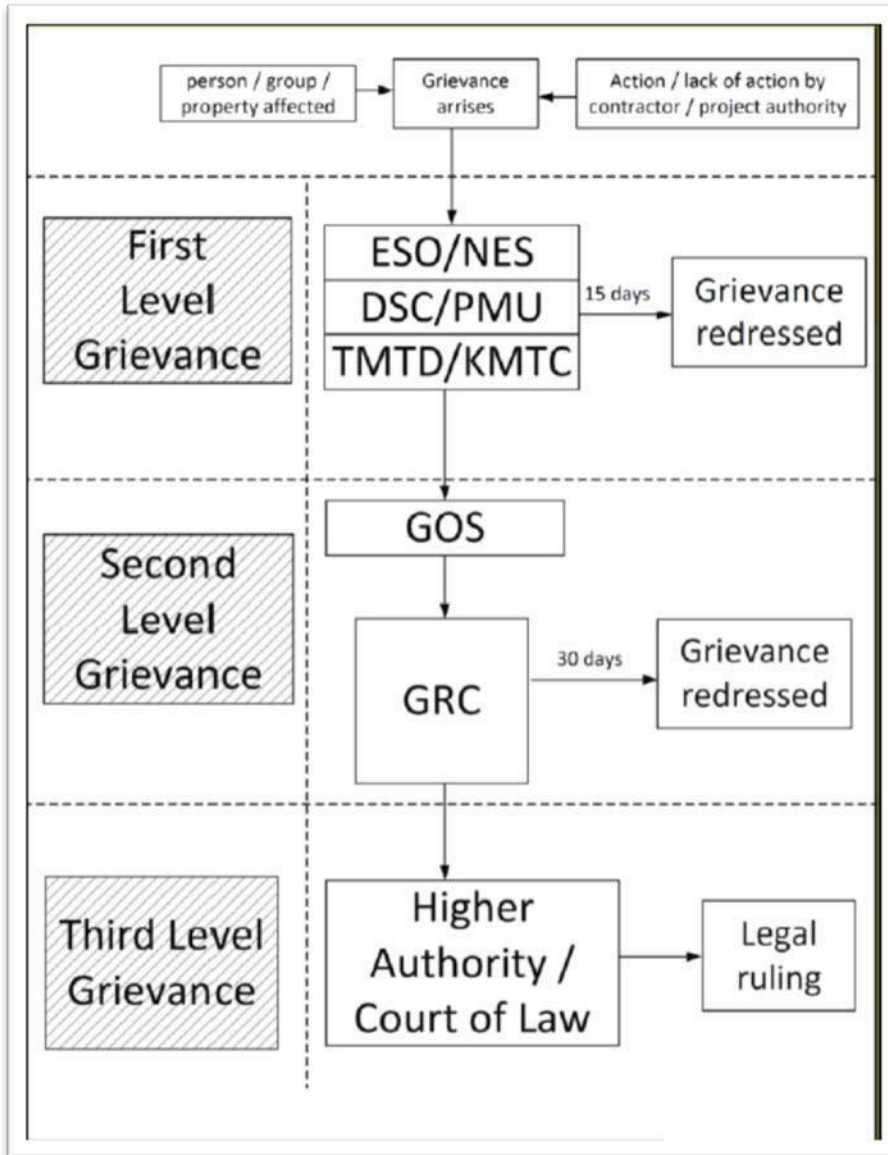 person / group /
property affected
Grievance
arrises
Action / lack of action by
contractor / project authority
First
Level
Grievance
ESO/NES
DSC/PMU
TMTD/KMTC
15 days
Grievance
redressed
Second
Level
Grievance
GOS
GRC
30 days
Grievance
redressed
Third Level
Grievance
Higher
Authority /
Court of Law
Legal
ruling